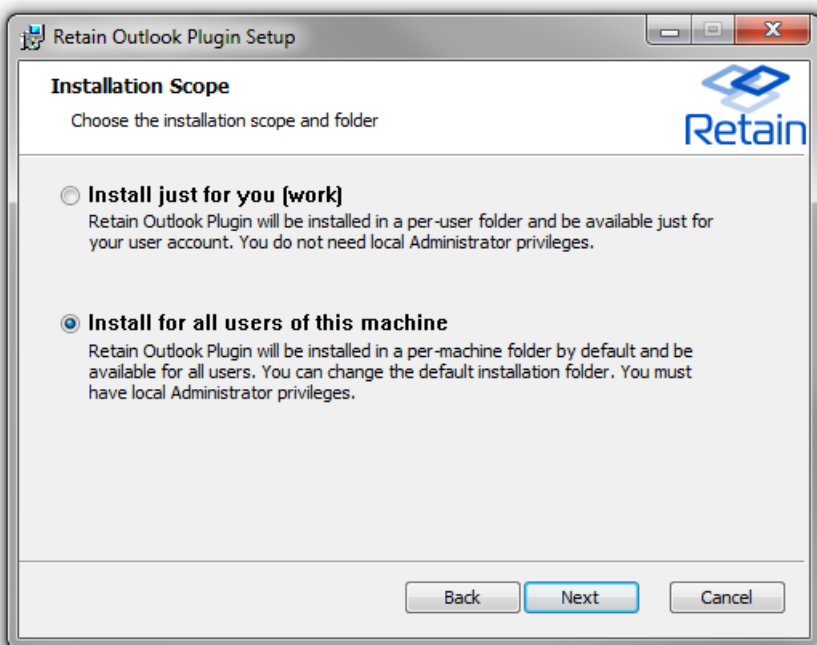 Retain Outlook Plugin Setup
Installation Scope
Choose the installation scope and folder
Retain
Install just for you (work)
Retain Outlook Plugin will be installed in a per-user folder and be available just for
your user account. You do not need local Administrator privileges.
Install for all users of this machine
Retain Outlook Plugin will be installed in a per-machine folder by default and be
available for all users. You can change the default installation folder. You must
have local Administrator privileges.
Back
Next
Cancel